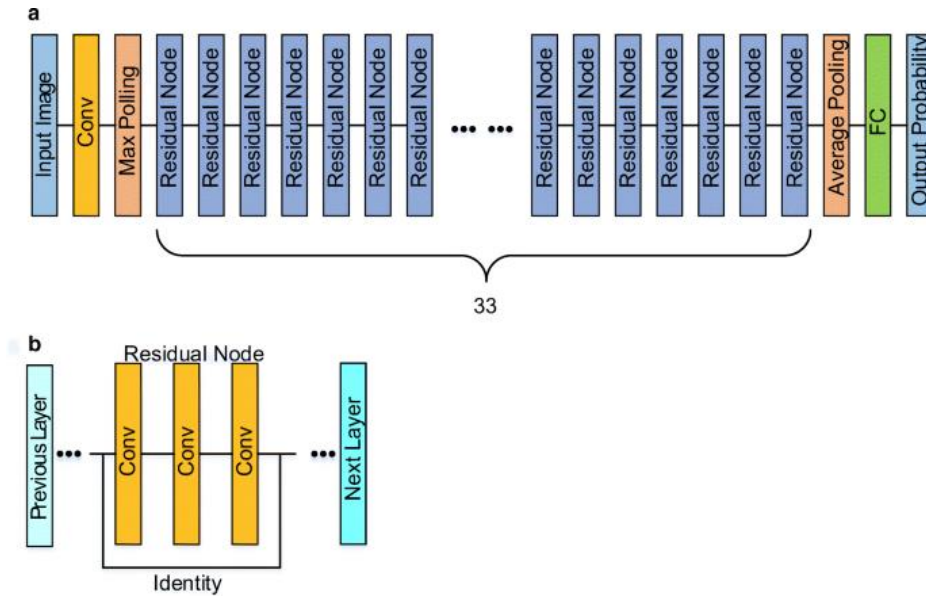 a
Input Image
Conv
Max Polling
Residual Node
Residual Node
Residual Node
Residual Node
Residual Node
Residual Node
Residual Node
••• •••
Residual Node
Residual Node
Residual Node
Residual Node
Residual Node
Residual Node
Residual Node
Average Pooling
FC
Output Probability
33
b
Residual Node
Previous Layer
•••
Conv
Conv
Conv
•••
Next Layer
Identity